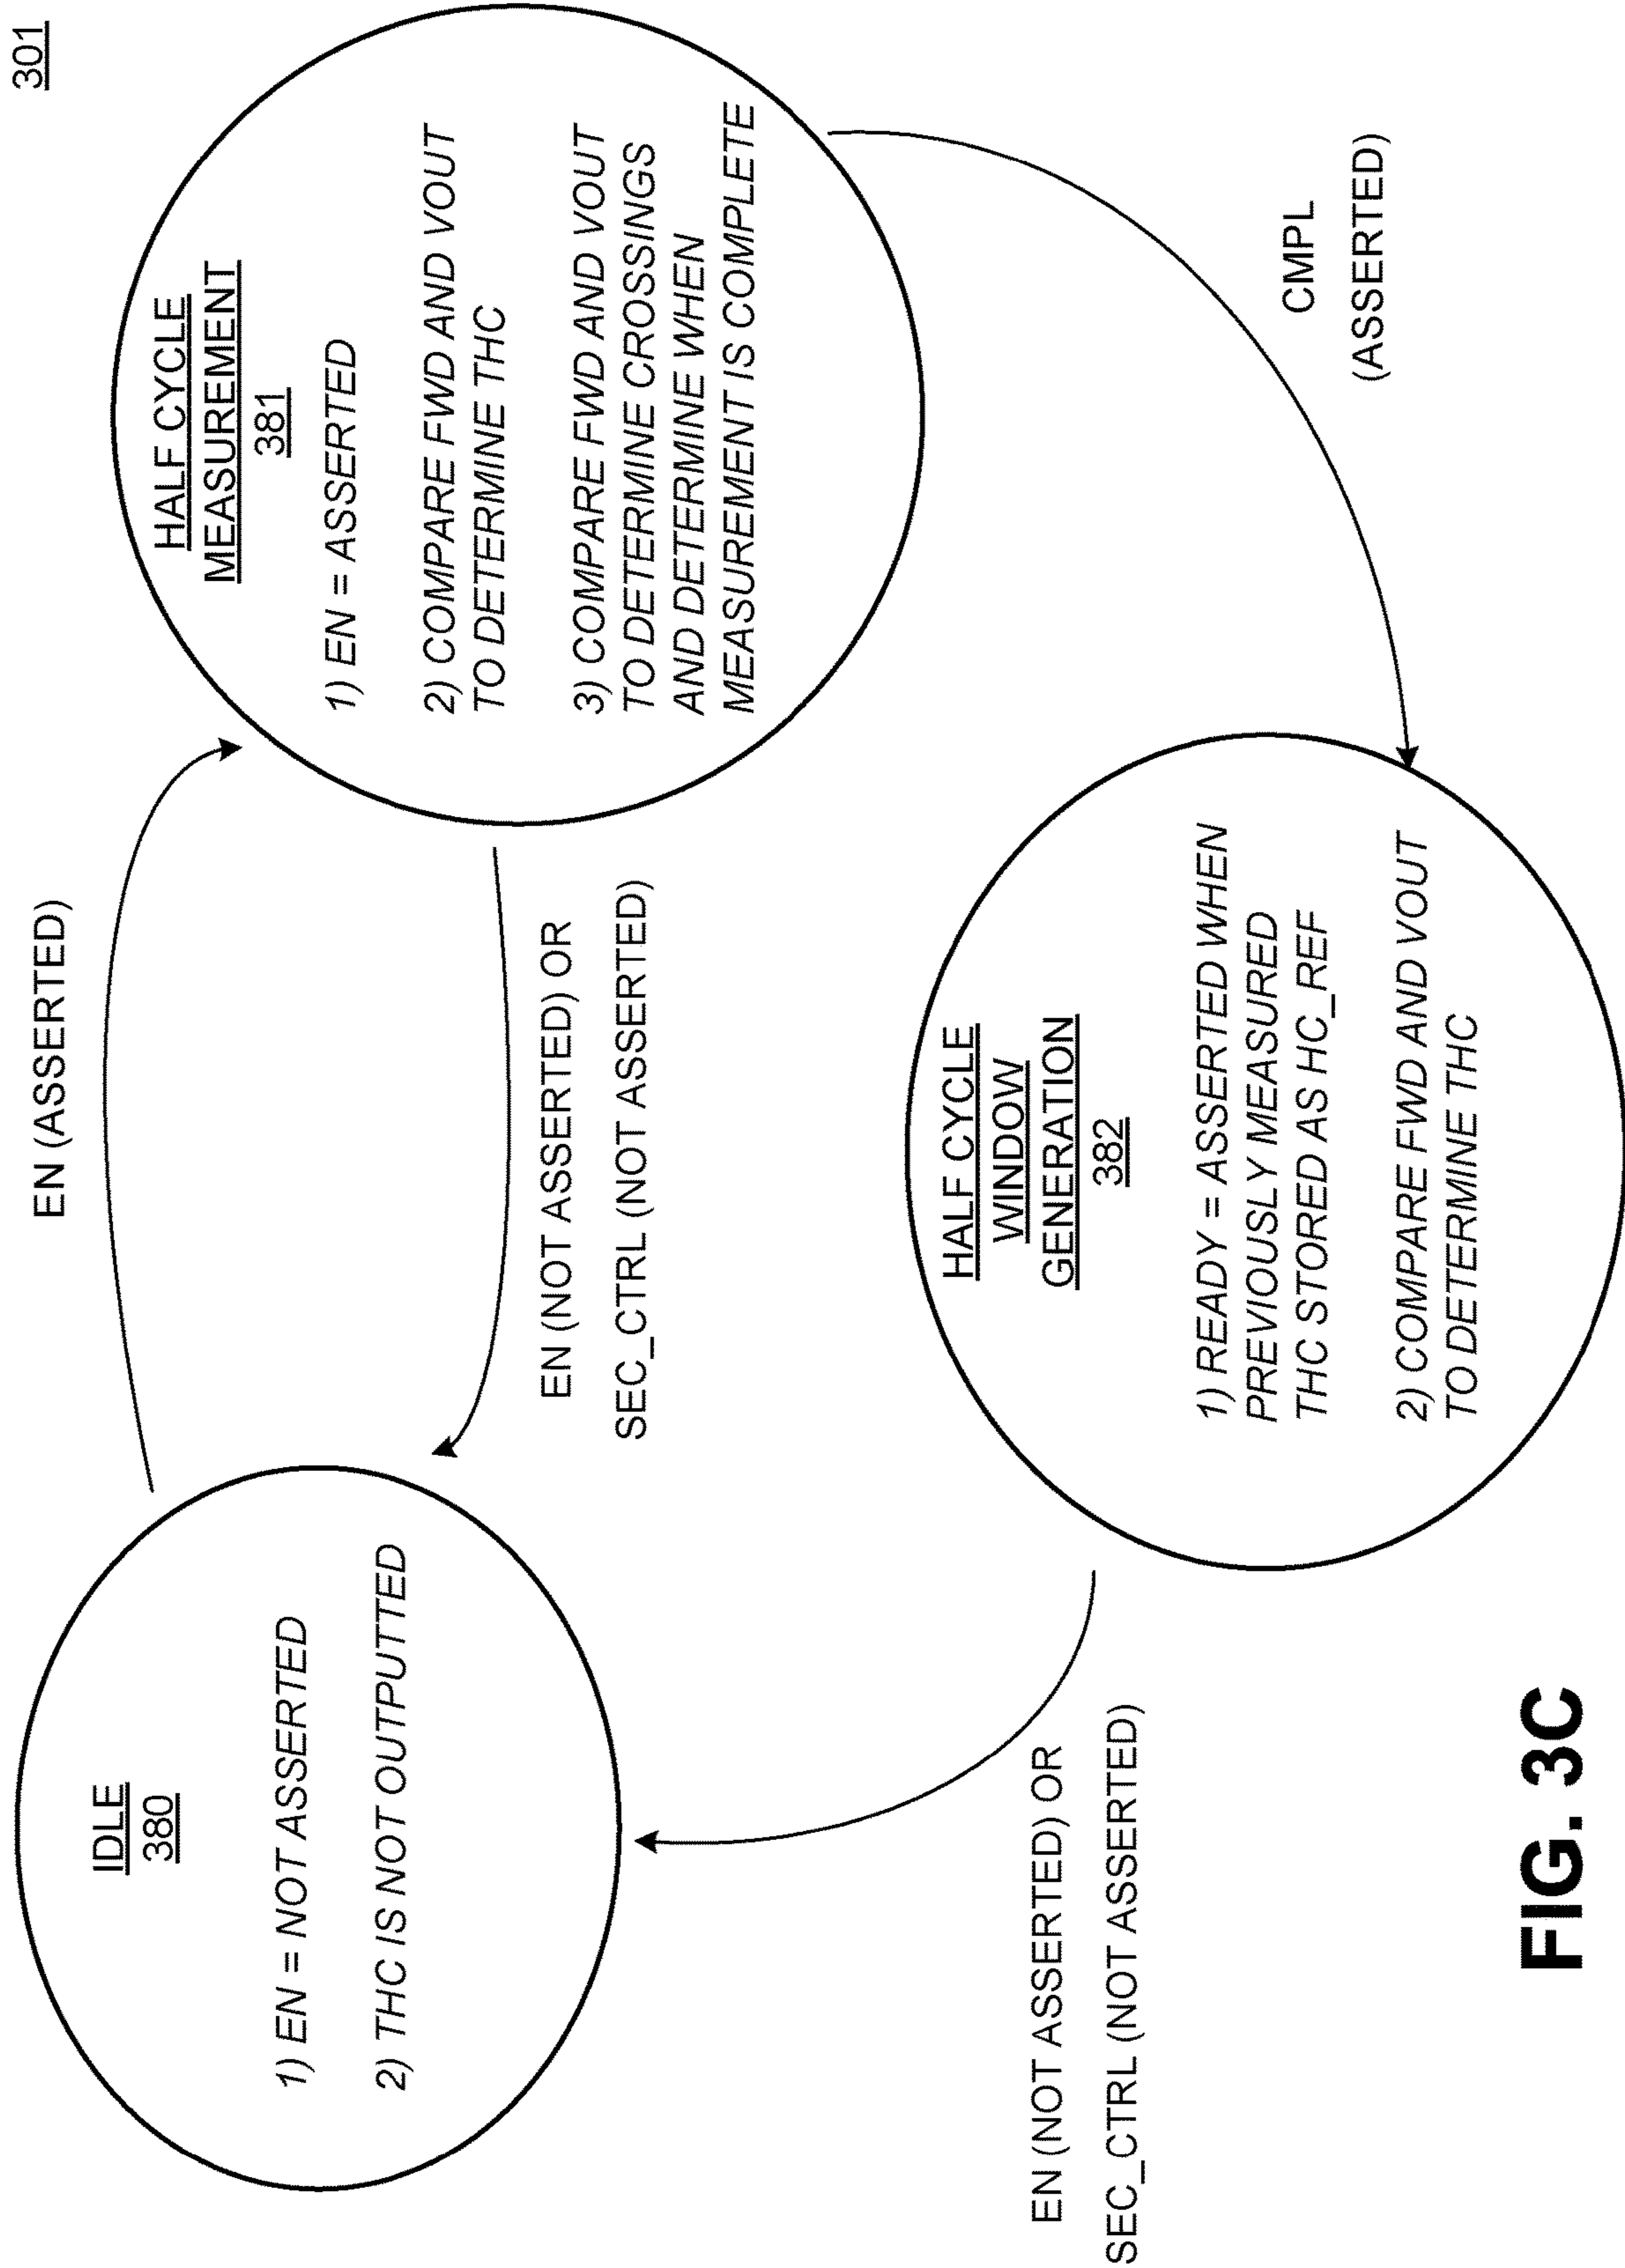 301
IDLE
380
1) EN = NOT ASSERTED
2) THC IS NOT OUTPUTTED
EN (ASSERTED)
EN (NOT ASSERTED) OR
SEC_CTRL (NOT ASSERTED)
HALF CYCLE
MEASUREMENT
381
1) EN = ASSERTED
2) COMPARE FWD AND VOUT
TO DETERMINE THC
3) COMPARE FWD AND VOUT
TO DETERMINE CROSSINGS
AND DETERMINE WHEN
MEASUREMENT IS COMPLETE
EN (NOT ASSERTED) OR
SEC_CTRL (NOT ASSERTED)
HALF CYCLE
WINDOW
GENERATION
382
1) READY = ASSERTED WHEN
PREVIOUSLY MEASURED
THC STORED AS HC_REF
2) COMPARE FWD AND VOUT
TO DETERMINE THC
CMPL
(ASSERTED)
FIG. 3C